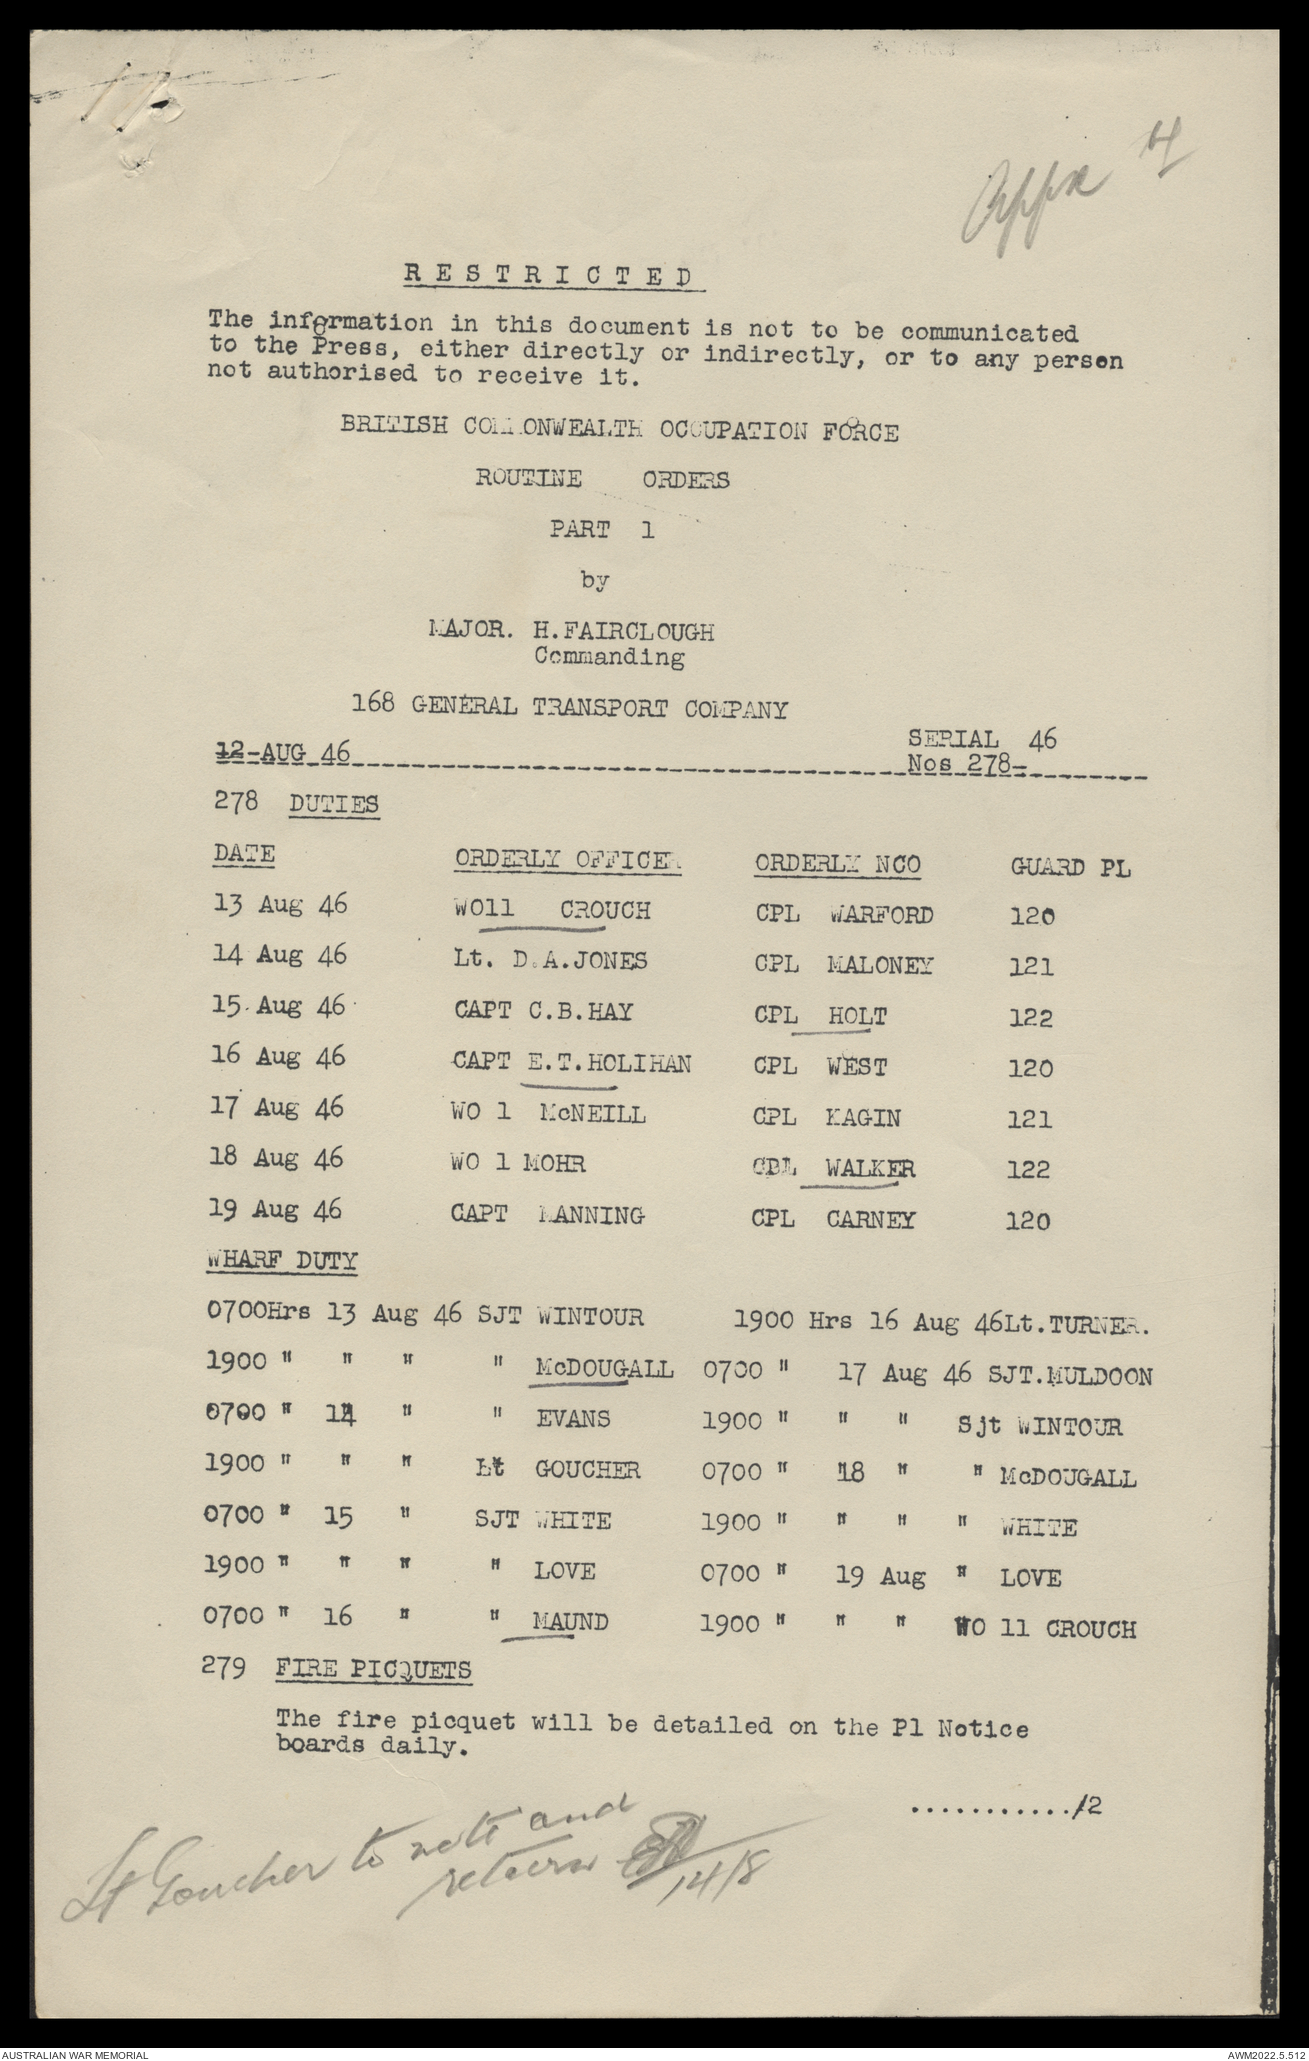 Appx H
RESTRICTED
The information in this document is not to be communicated
to the Press, either directly or indirectly, or to any person
not authorised to receive it.
BRITISH COMMONWEALTH OCCUPATION FORCE
ROUTINE ORDERS
PART 1
by
MAJOR. H.FAIRCLOUGH
Commanding
168 GENERAL TRANSPORT COMPANY
SERIAL 46
12-AUG 46 Nos 278-
278 DUTIES
DATE ORDERLY OFFICER ORDERLY NCO GUARD PL
13 Aug 46 WO11 CROUCH CPL WARFORD 120
14 Aug 46 Lt. D.A.JONES CPL MALONEY 121
15 Aug 46 CAPT C.B.HAY CPL HOLT 122
16 Aug 46 CAPT E.T.HOLIHAN CPL WEST 120
17 Aug 46 WO 1 McNEILL CPL KAGIN 121
18 Aug 46 WO 1 MOHR CPL WALKER 122
19 Aug 46 CAPT MANNING CPL CARNEY 120
WHARF DUTY
0700Hrs 13 Aug 46 SJT WINTOUR 1900 Hrs 16 Aug 46Lt.TURNER.
1900 " " " " McDOUGALL 0700 " 17 Aug 46 SJT.MULDOON
0700 " 14 " " EVANS 1900 " " " Sjt WINTOUR
1900 " " " Lt GOUCHER 0700 " 18 " " McDOUGALL
0700 " 15 " SJT WHITE 1900 " " " " WHITE
1900 " " " " LOVE 0700 " 19 Aug " LOVE
0700 " 16 " " MAUND 1900 " " " WO 11 CROUCH
279 FIRE PICQUETS
The fire picquet will be detailed on the Pl Notice
boards daily.
.........../2
Lt Goucher to note and
return
14/8
AUSTRALIAN WAR MEMORIAL AWM2022.5.512